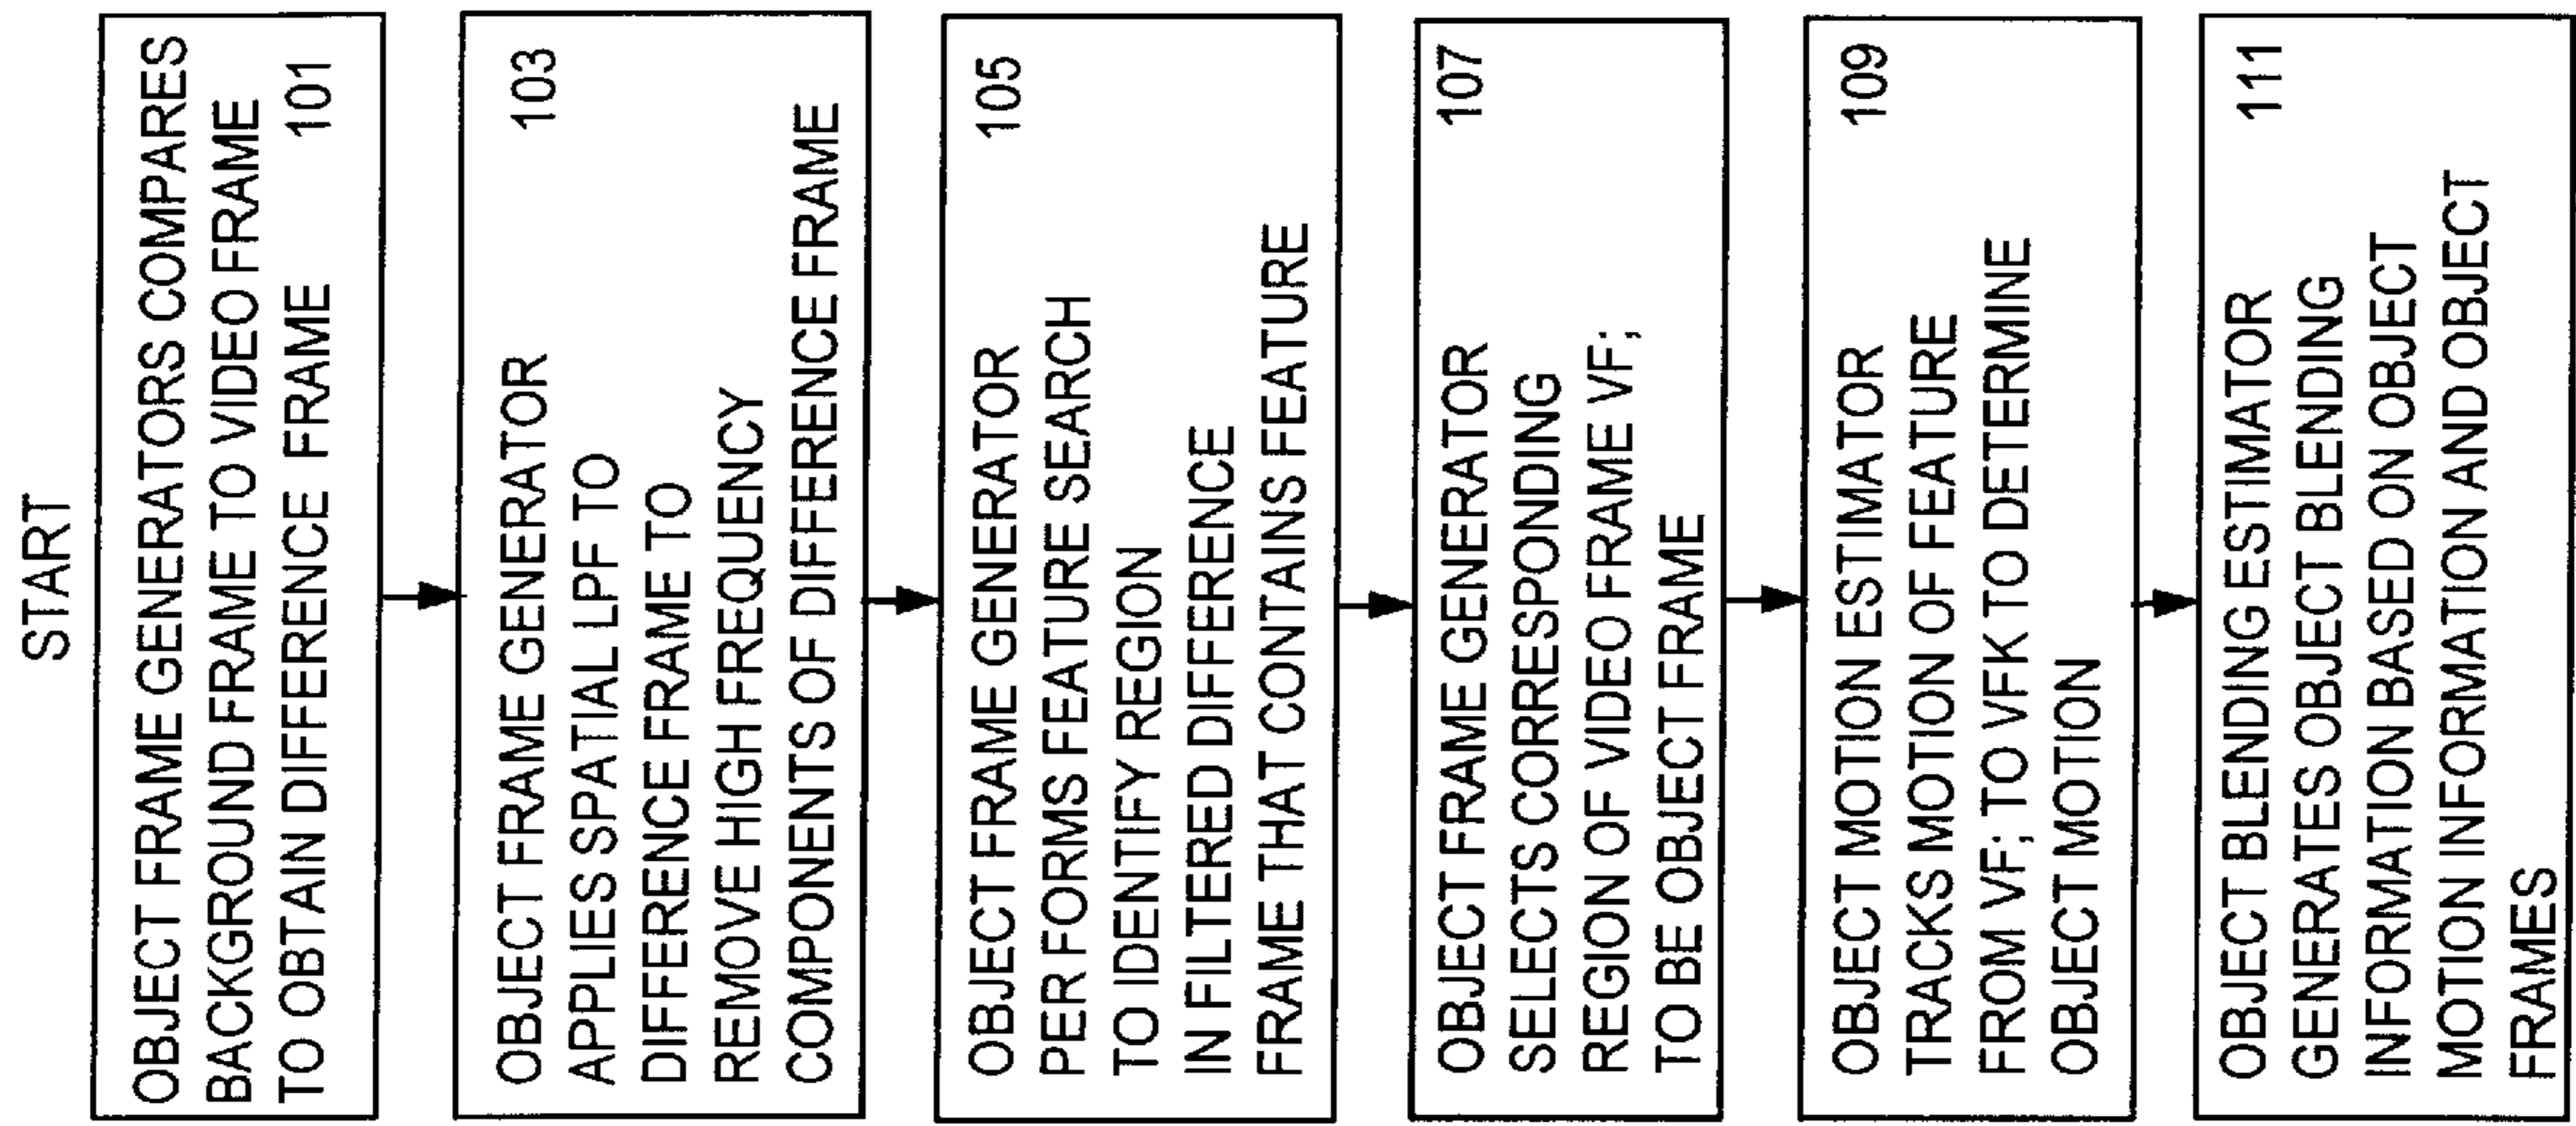 START
OBJECT FRAME GENERATORS COMPARES
BACKGROUND FRAME TO VIDEO FRAME
TO OBTAIN DIFFERENCE FRAME 101
OBJECT FRAME GENERATOR 103
APPLIES SPATIAL LPF TO
DIFFERENCE FRAME TO
REMOVE HIGH FREQUENCY
COMPONENTS OF DIFFERENCE FRAME
OBJECT FRAME GENERATOR 105
PER FORMS FEATURE SEARCH
TO IDENTIFY REGION
IN FILTERED DIFFERENCE
FRAME THAT CONTAINS FEATURE
OBJECT FRAME GENERATOR 107
SELECTS CORRESPONDING
REGION OF VIDEO FRAME VF;
TO BE OBJECT FRAME
OBJECT MOTION ESTIMATOR 109
TRACKS MOTION OF FEATURE
FROM VF; TO VFK TO DETERMINE
OBJECT MOTION
OBJECT BLENDING ESTIMATOR 111
GENERATES OBJECT BLENDING
INFORMATION BASED ON OBJECT
MOTION INFORMATION AND OBJECT
FRAMES